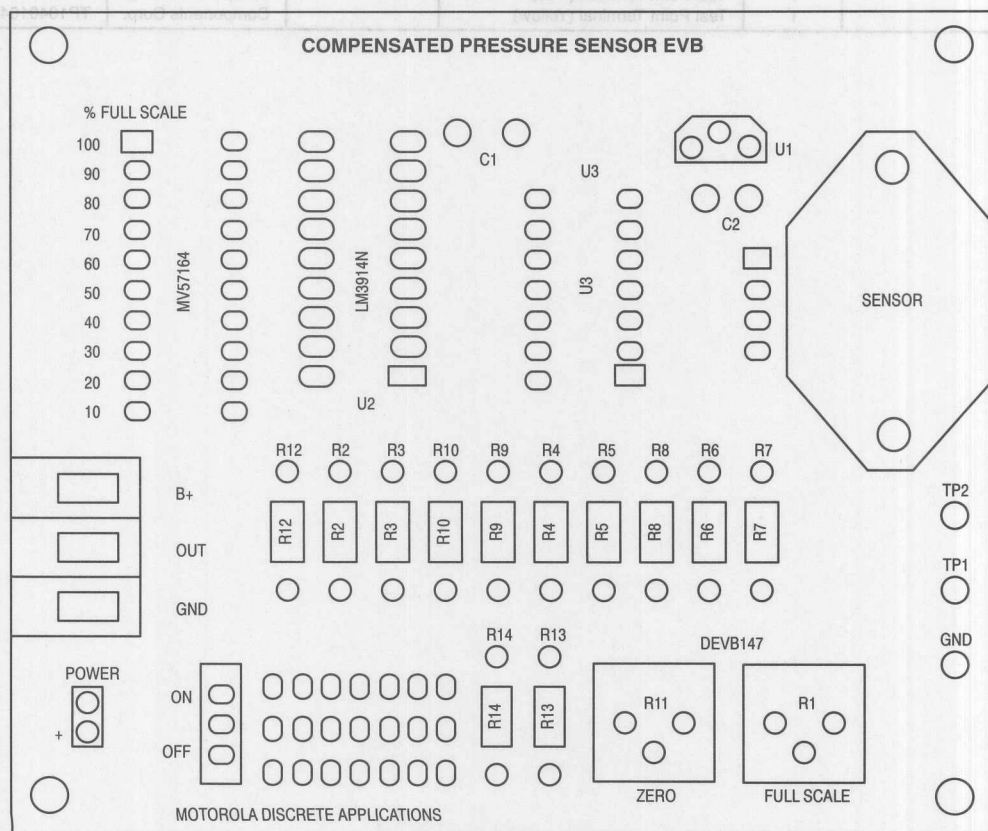 COMPENSATED PRESSURE SENSOR EVB
% FULL SCALE
100
90
80
70
60
50
40
30
20
10
MV57164
LM3914N
U2
C1
U3
U3
U1
C2
SENSOR
R12 R2 R3 R10 R9 R4 R5 R8 R6 R7
R12 R2 R3 R10 R9 R4 R5 R8 R6 R7
B+
OUT
GND
TP2
TP1
GND
R14 R13
R14 R13
DEVB147
POWER
+
ON
OFF
R11
R1
ZERO
FULL SCALE
MOTOROLA DISCRETE APPLICATIONS